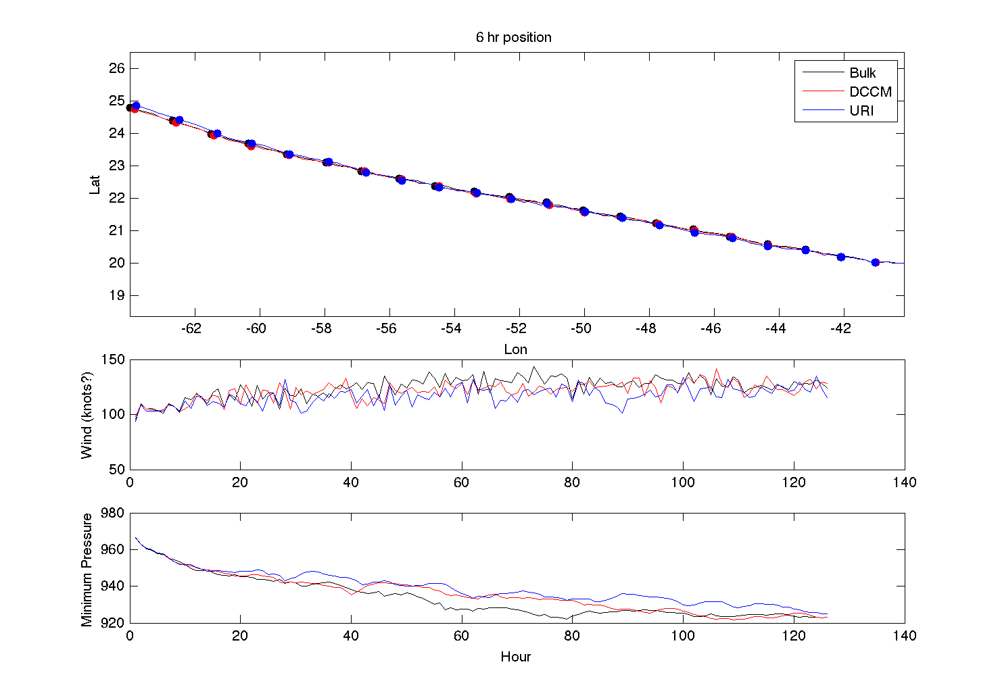 6 hr position
Bulk
DCCM
URI
26
25
24
23
22
21
20
19
Lat
-62 -60 -58 -56 -54 -52 -50 -48 -46 -44 -42
Lon
150
100
50
Wind (knots?)
0 20 40 60 80 100 120 140
980
960
940
920
Minimum Pressure
0 20 40 60 80 100 120 140
Hour